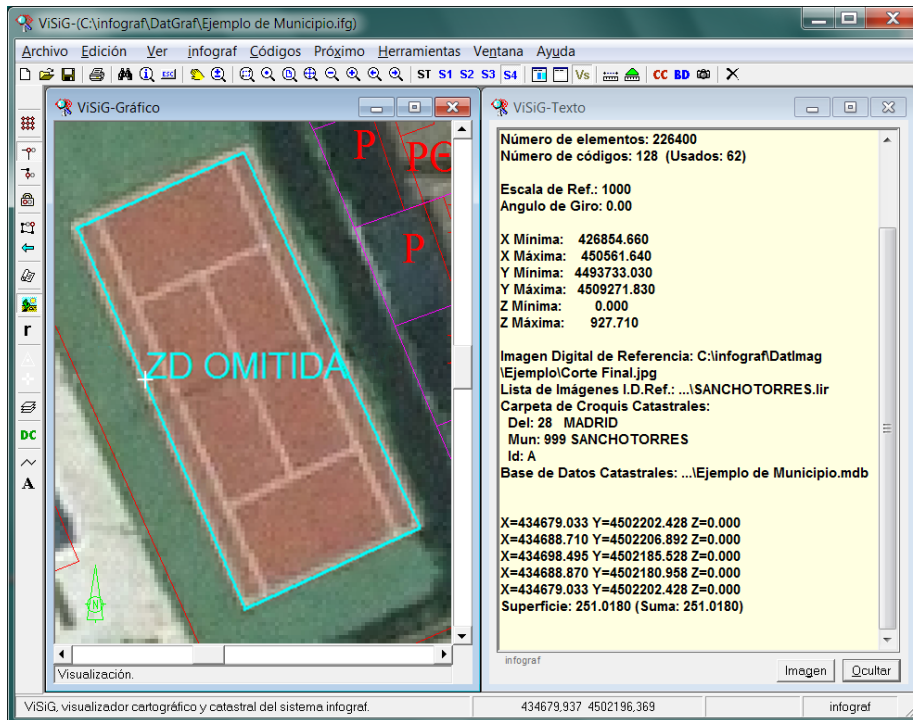 ViSiG-(C:\infograf\DatGraf\Ejemplo de Municipio.ifg)
Archivo Edición Ver infograf Códigos Próximo Herramientas Ventana Ayuda
ESC ST S1 S2 S3 S4 Vs CC BD
ViSiG-Gráfico
P PC
P
ZD OMITIDA
N
Visualización.
r
DC
A
ViSiG-Texto
Número de elementos: 226400
Número de códigos: 128 (Usados: 62)
Escala de Ref.: 1000
Angulo de Giro: 0.00
X Mínima: 426854.660
X Máxima: 450561.640
Y Mínima: 4493733.030
Y Máxima: 4509271.830
Z Mínima: 0.000
Z Máxima: 927.710
Imagen Digital de Referencia: C:\infograf\DatImag
\Ejemplo\Corte Final.jpg
Lista de Imágenes I.D.Ref.: ...\SANCHOTORRES.lir
Carpeta de Croquis Catastrales:
Del: 28 MADRID
Mun: 999 SANCHOTORRES
Id: A
Base de Datos Catastrales: ...\Ejemplo de Municipio.mdb
X=434679.033 Y=4502202.428 Z=0.000
X=434688.710 Y=4502206.892 Z=0.000
X=434698.495 Y=4502185.528 Z=0.000
X=434688.870 Y=4502180.958 Z=0.000
X=434679.033 Y=4502202.428 Z=0.000
Superficie: 251.0180 (Suma: 251.0180)
infograf
Imagen Ocultar
ViSiG, visualizador cartográfico y catastral del sistema infograf. 434679,937 4502196,369 infograf